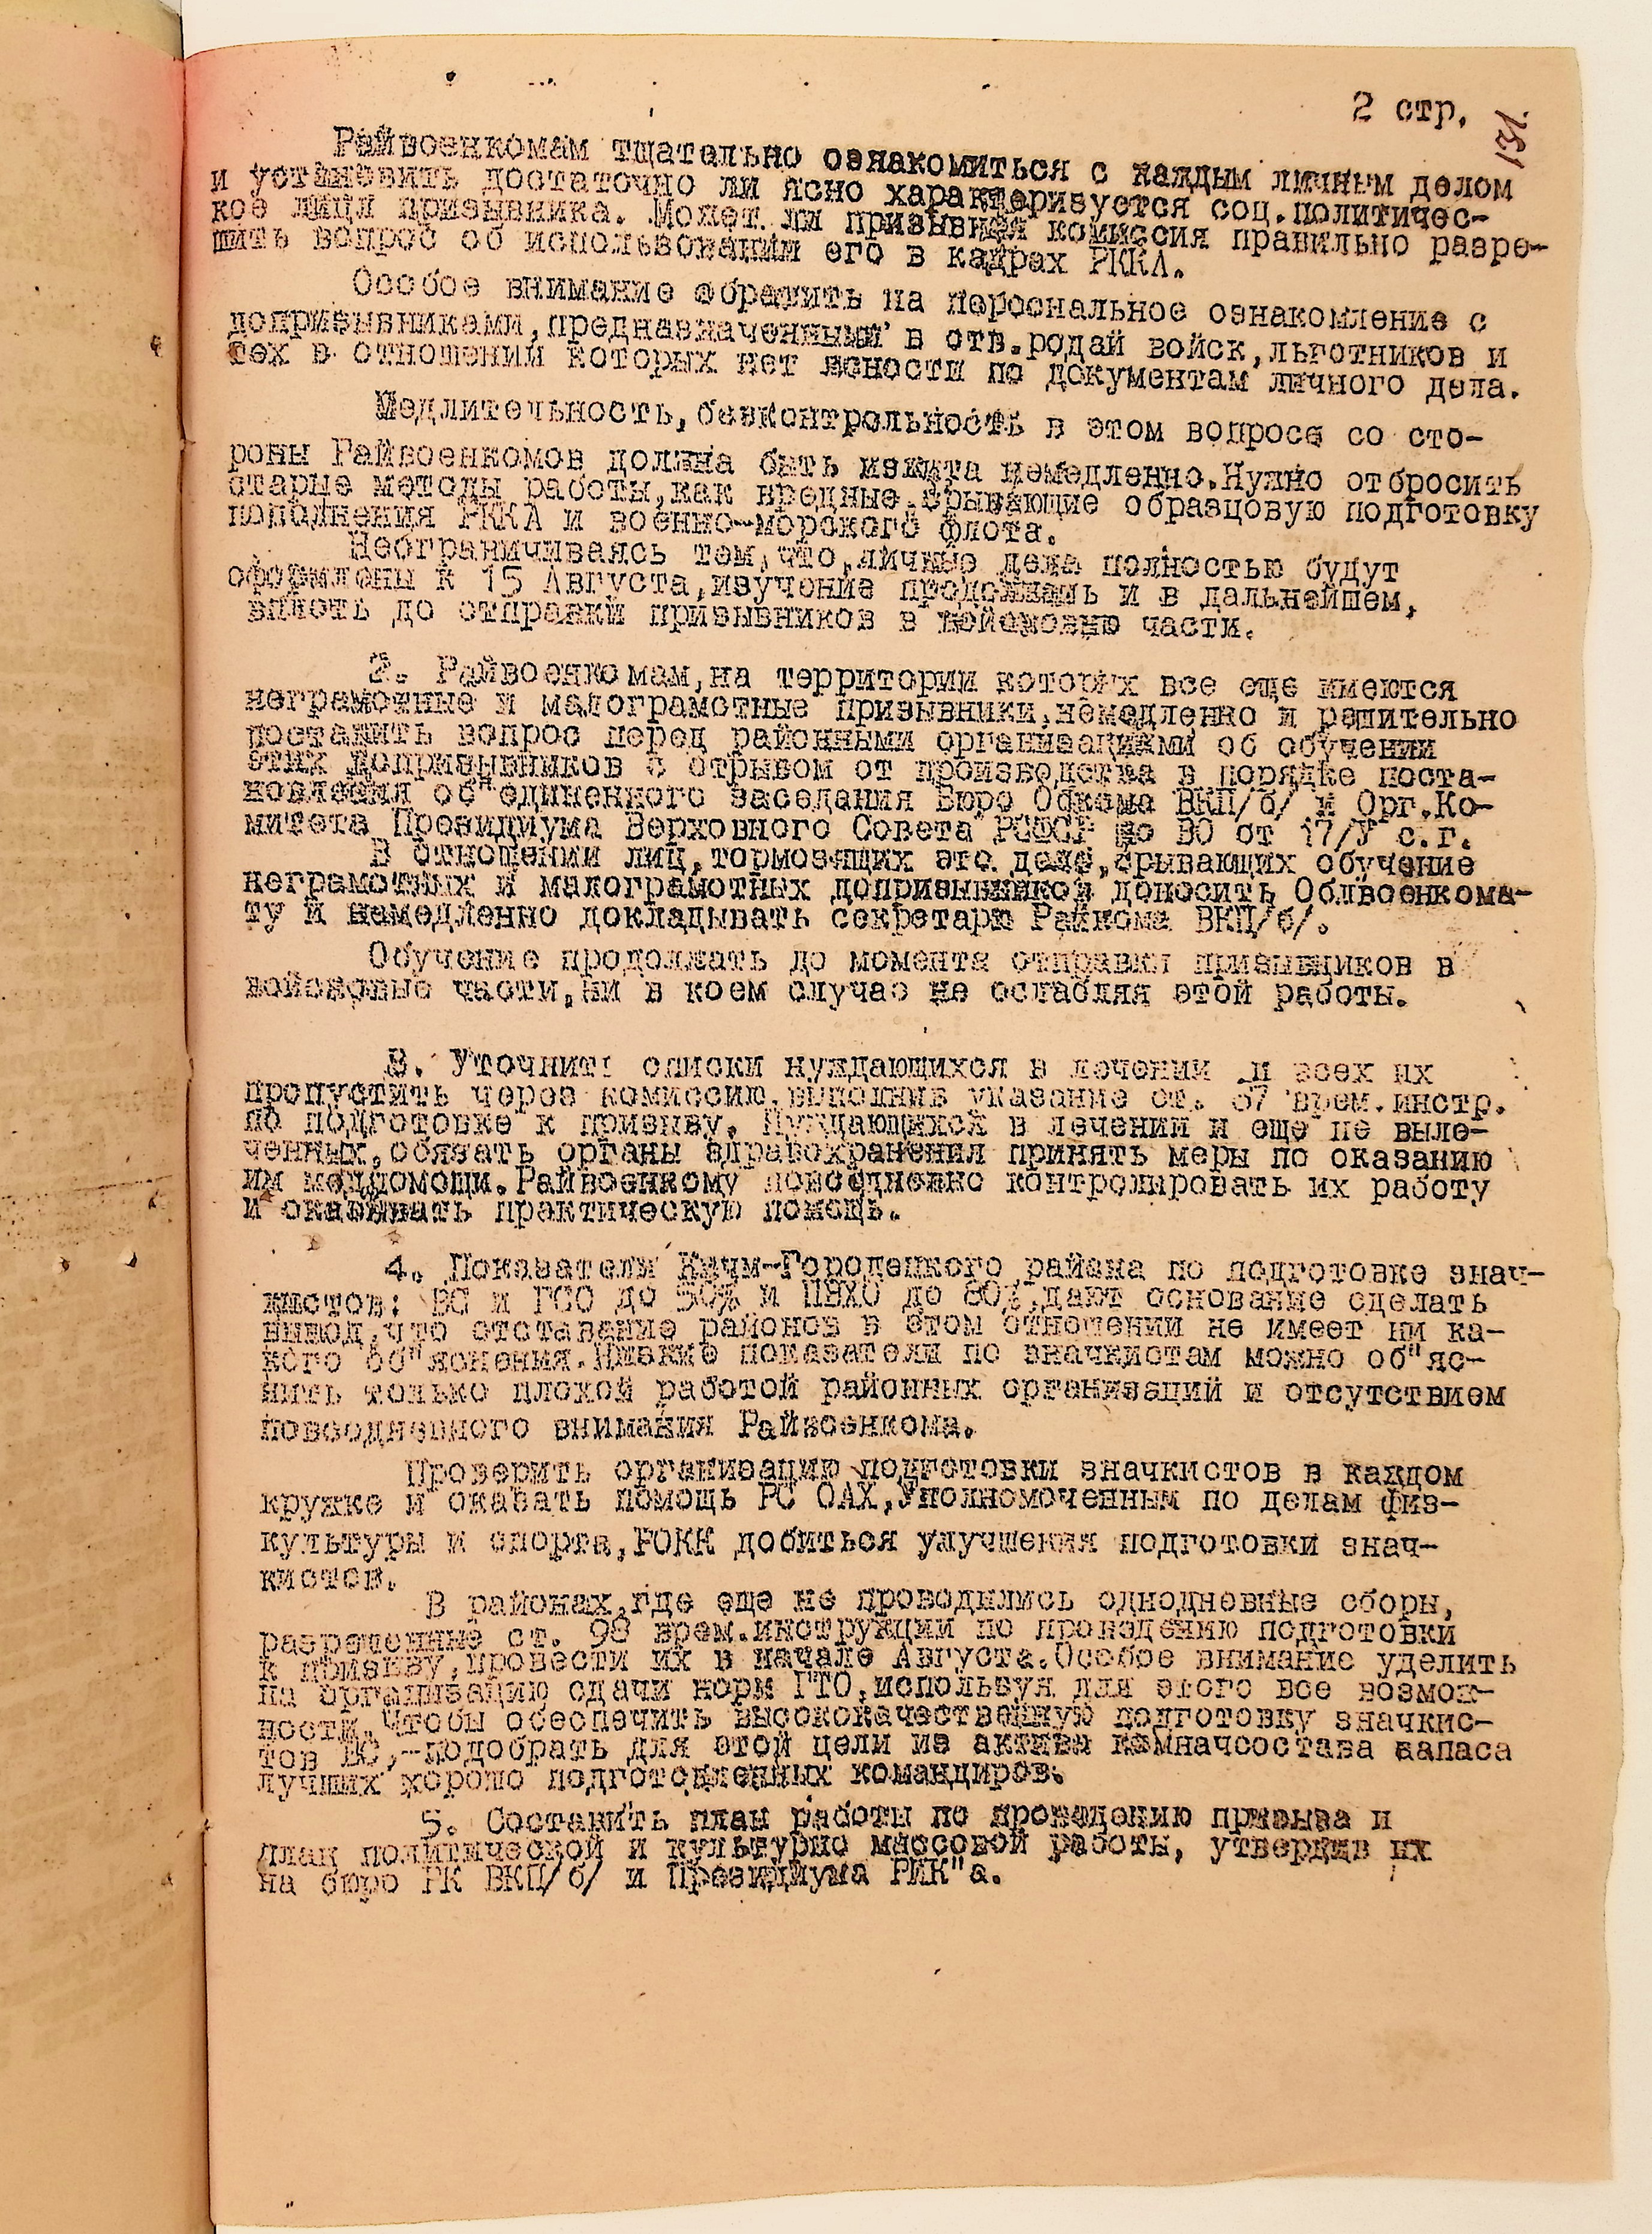 2 стр.
131
Райвоенкомам тщательно ознакомиться с каждым личным делом
и установить достаточно ли ясно характеризуется соц.политичес-
кое лицл призывника. Может ли призывная комиссия правильно разре-
шить вопрос об использовании его в кадрах РККА.
Особое внимание обратить на персональное ознакомление с
допризывниками,предназначенными в отв.родай войск,льготников и
тех в отношении которых нет ясности по документам личного дела.
Медлительность,бесконтрольность в этом вопросе со сто-
роны Райвоенкомов должна быть изжита немедленно.Нужно отбросить
старые методы работы,как вредные,срывающие образцовую подготовку
пополнения РККА и военно-морского флота.
Неограничиваясь тем,что,личные дела полностью будут
оформлены к 15 Августа,изучение продолжать и в дальнейшем,
вплоть до отправки призывников в войсковые части.
2. Райвоенкомам,на территории которых все еще имеются
неграмотные и малограмотные призывники,немедленно и решительно
поставить вопрос перед районными организациями об обучении
этих допризывников с отрывом от производства в порядке поста-
новления об"единенного заседания Бюро Обкома ВКП/б/ и Орг.Ко-
митета Президиума Верховного Совета РСФСР по ВО от 17/У с.г.
В отношении лиц,тормозящих это дело,срывающих обучение
неграмотных и малограмотных допризывников доносить Облвоенкома-
ту и немедленно докладывать секретарю Райкома ВКП/б/.
Обучение продолжать до момента отправки призывников в
войсковые части,ни в коем случае не ослабляя этой работы.
3. Уточнить списки нуждающихся в лечении и всех их
пропустить через комиссию,выполнив указание ст. 67 врем.инстр.
по подготовке к призыву. Нуждающихся в лечении и еще не выле-
ченных,обязать органы здравохранения принять меры по оказанию
им медпомощи.Райвоенкому повседневно контролировать их работу
и оказывать практическую помощь.
4. Показатели Кичм-Городецкого района по подготовке знач-
кистов: ВС и ГСО до 50% и ПВХО до 80%,дают основание сделать
вывод,что отставание районов в этом отношении не имеет ни ка-
кого об"яснения.Низкие показатели по значкистам можно об"яс-
нить только плохой работой районных организаций и отсутствием
повседневного внимания Райвоенкома.
Проверить организацию подготовки значкистов в каждом
кружке и оказать помощь РС ОАХ,Уполномоченным по делам физ-
культуры и спорта,РОКК добиться улучшения подготовки знач-
кистов.
В районах,где еще не проводились однодневные сборы,
разрешенные ст. 98 врем.инструкции по проведению подготовки
к призыву,провести их в начале Августа.Особое внимание уделить
на организацию сдачи норм ГТО,используя для этого все возмож-
ности.Чтобы обеспечить высококачественную подготовку значкис-
тов ВС,-подобрать для этой цели из актива комначсостава запаса
лучших хорошо подготовленных командиров.
5. Составить план работы по проведению призыва и
план политической и культурно массовой работы, утвердив их
на бюро РК ВКП/б/ и Президиума РИК"а.